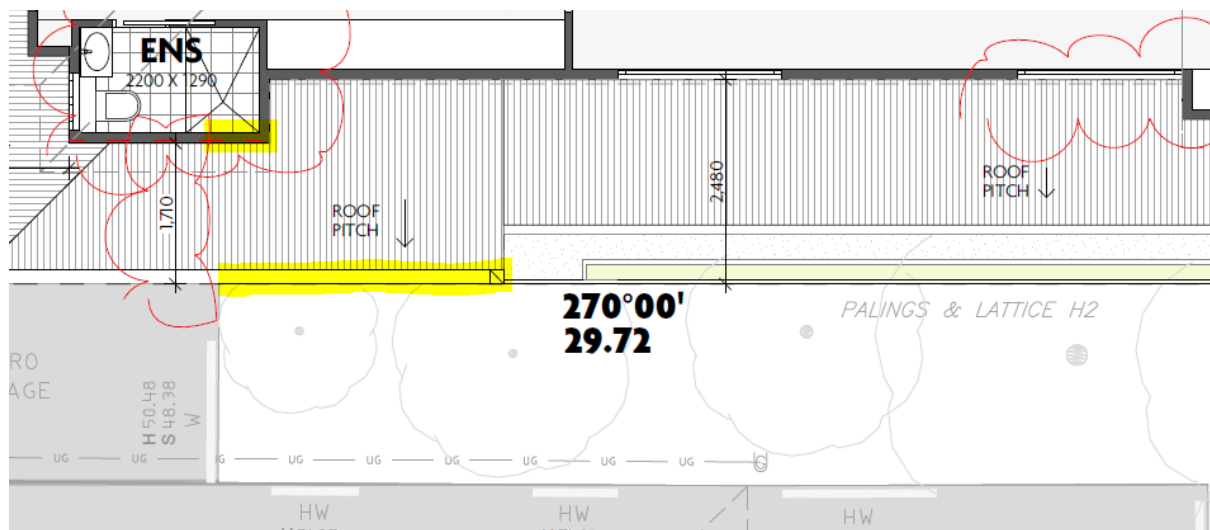 ENS
2200 X 1290
1,710
ROOF
PITCH
2,480
ROOF
PITCH
270°00'
29.72
PALINGS & LATTICE H2
RO
AGE
H 50.48
S 48.38
W
UG
UG
UG
UG
UG
UG
UG
UG
UG
HW
HW
HW